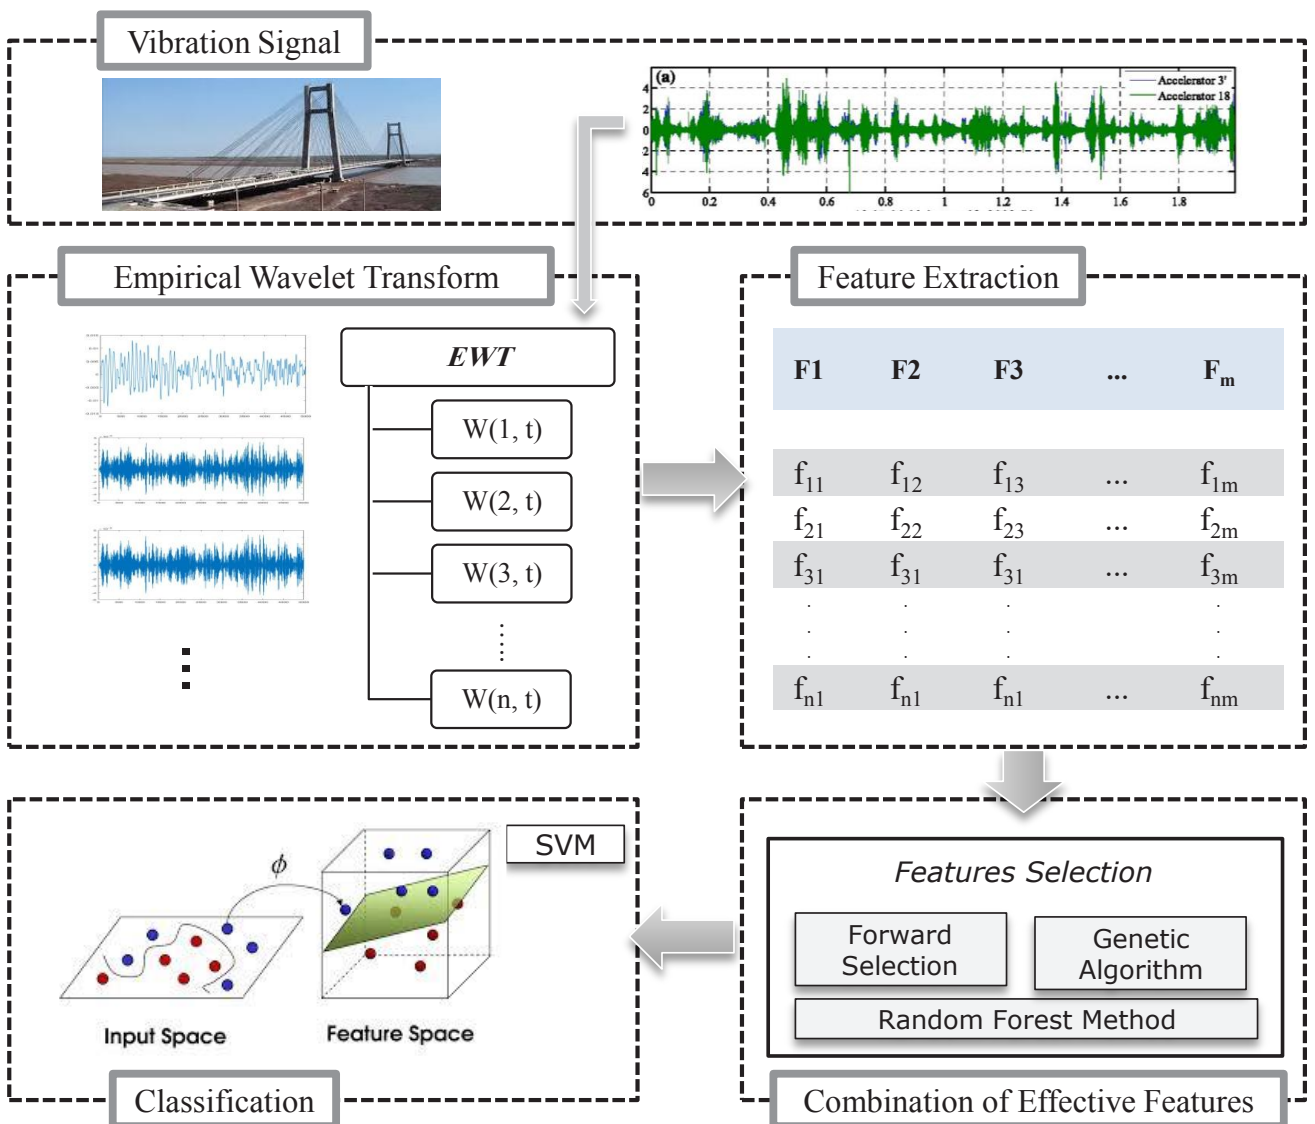 Vibration Signal
(a)
Accelerator 3'
Accelerator 18
4
2
0
2
4
6
0 0.2 0.4 0.6 0.8 1 1.2 1.4 1.6 1.8
Empirical Wavelet Transform
EWT
W(1, t)
W(2, t)
W(3, t)
W(n, t)
Feature Extraction
F1 F2 F3 ... Fm
f11 f12 f13 ... f1m
f21 f22 f23 ... f2m
f31 f31 f31 ... f3m
fn1 fn1 fn1 ... fnm
SVM
ϕ
Input Space
Feature Space
Classification
Features Selection
Forward
Selection
Genetic
Algorithm
Random Forest Method
Combination of Effective Features